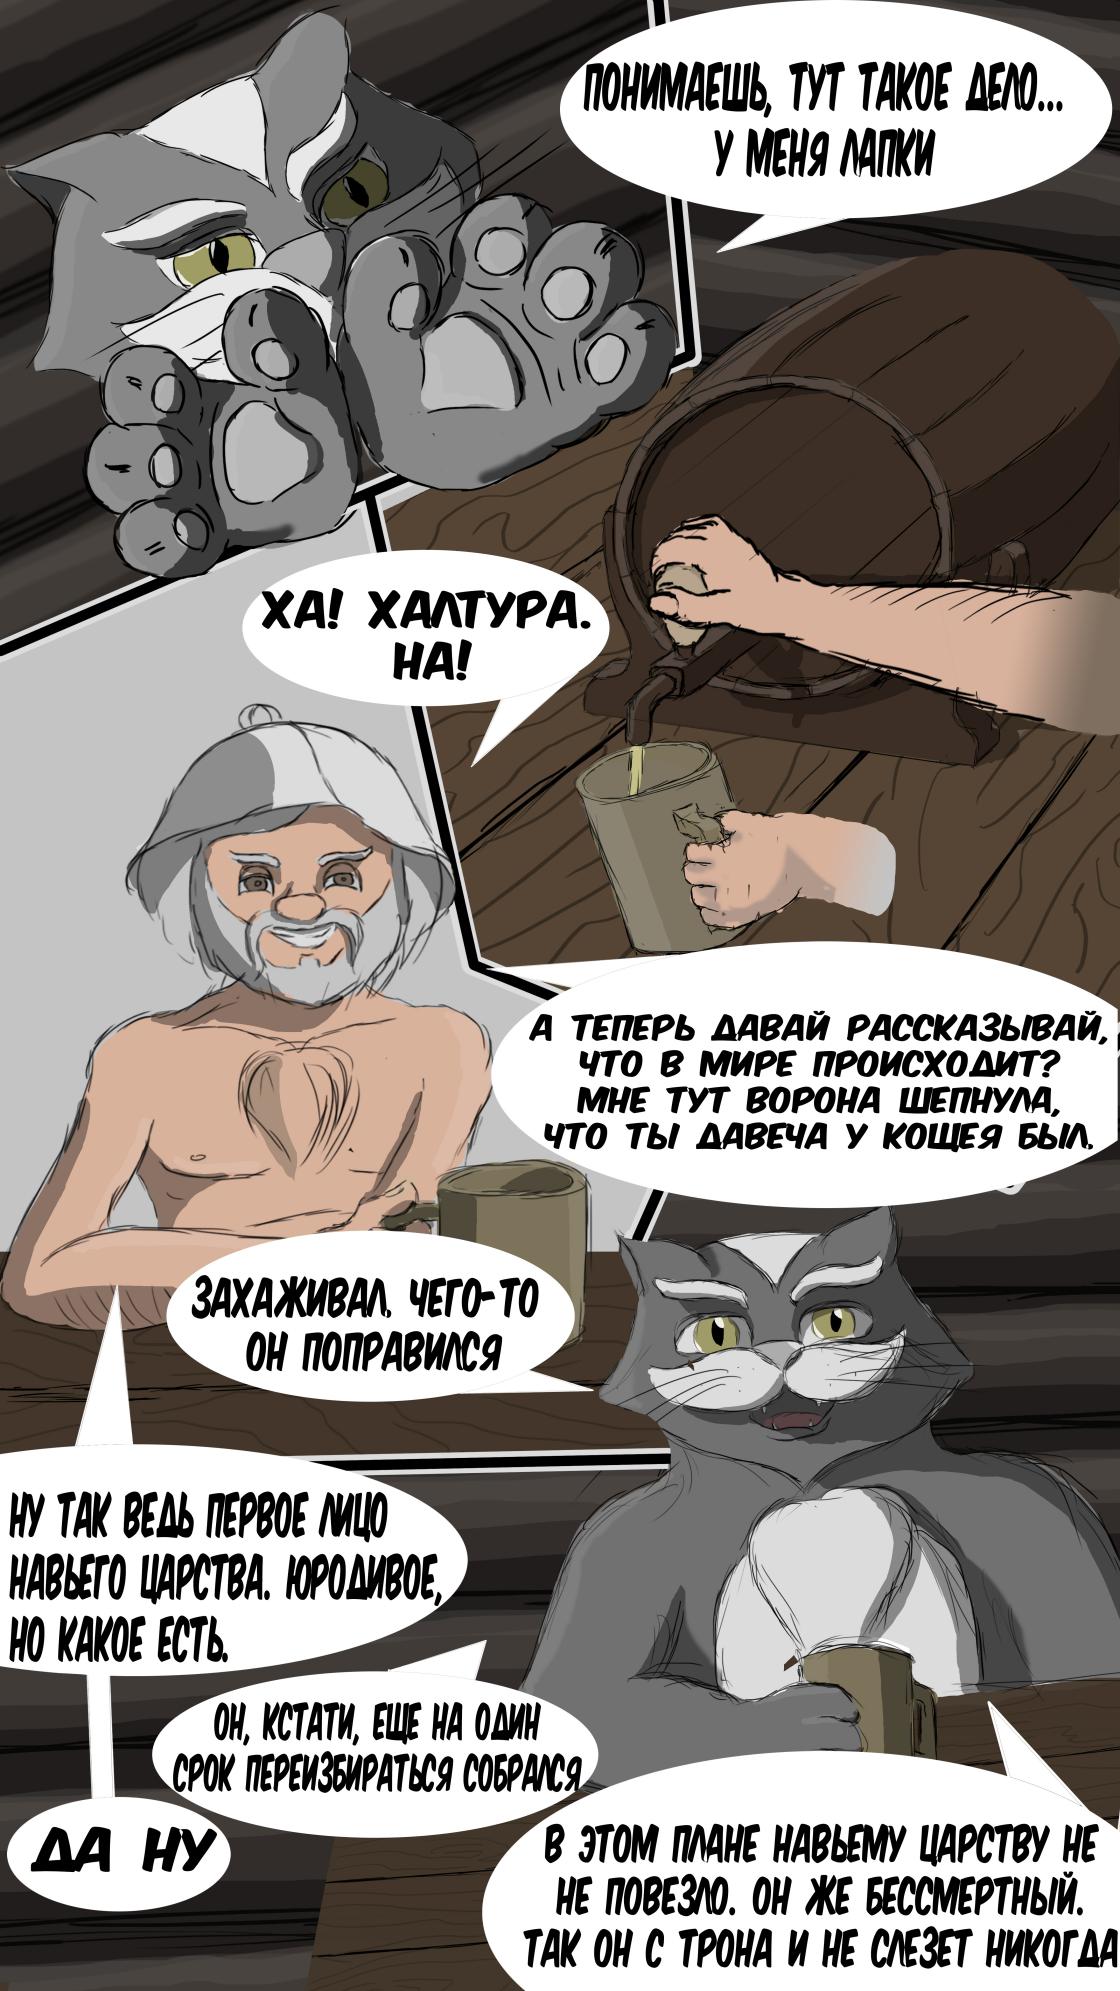 ПОНИМАЕШЬ, ТУТ ТАКОЕ ДЕЛО...
У МЕНЯ ЛАПКИ
ХА! ХАЛТУРА.
НА!
А ТЕПЕРЬ ДАВАЙ РАССКАЗЫВАЙ,
ЧТО В МИРЕ ПРОИСХОДИТ?
МНЕ ТУТ ВОРОНА ШЕПНУЛА,
ЧТО ТЫ ДАВЕЧА У КОЩЕЯ БЫЛ.
ЗАХАЖИВАЛ. ЧЕГО-ТО
ОН ПОПРАВИЛСЯ
НУ ТАК ВЕДЬ ПЕРВОЕ ЛИЦО
НАВЬЕГО ЦАРСТВА. ЮРОДИВОЕ,
НО КАКОЕ ЕСТЬ.
ОН, КСТАТИ, ЕЩЕ НА ОДИН
СРОК ПЕРЕИЗБИРАТЬСЯ СОБРАЛСЯ
ДА НУ
В ЭТОМ ПЛАНЕ НАВЬЕМУ ЦАРСТВУ НЕ
НЕ ПОВЕЗЛО. ОН ЖЕ БЕССМЕРТНЫЙ.
ТАК ОН С ТРОНА И НЕ СЛЕЗЕТ НИКОГДА